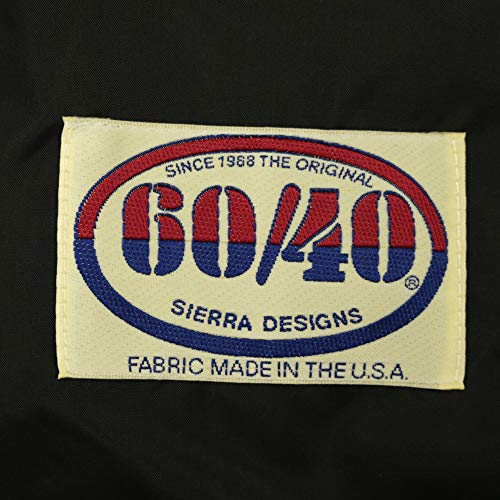 SINCE 1968 THE ORIGINAL
60/40
®
SIERRA DESIGNS
FABRIC MADE IN THE U.S.A.